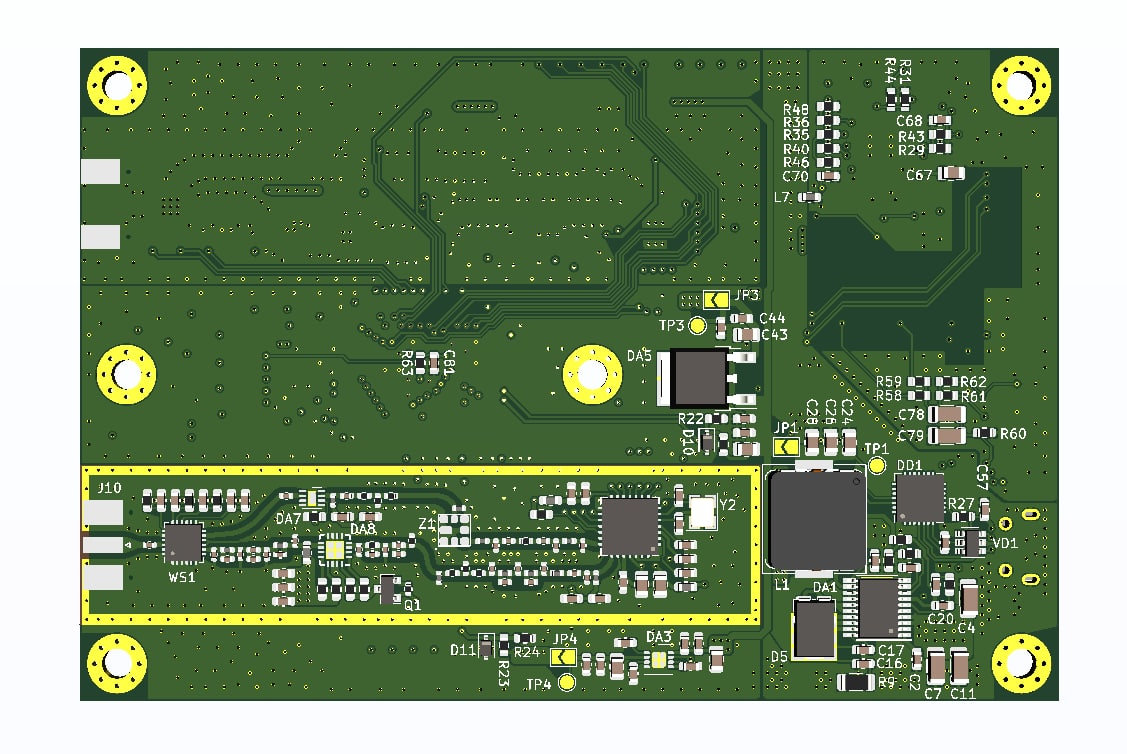 R44
R31
R48
R36
R35
R40
R46
C70
L7
C68
R43
R29
C67
JP3
TP3
C44
C43
DA5
R63
C81
R22
D10
JP1
C28
C26
C24
TP1
R59
R58
R62
R61
C78
C79
R60
J10
DA7
DA8
Z1
WS1
Q1
Y2
DD1
C57
R27
VD1
L1
DA1
D5
C20
C4
C17
C16
R9
C2
C7
C11
D11
R24
R23
JP4
TP4
DA3